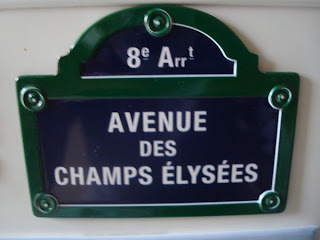 8e Arrt
AVENUE
DES
CHAMPS ÉLYSÉES